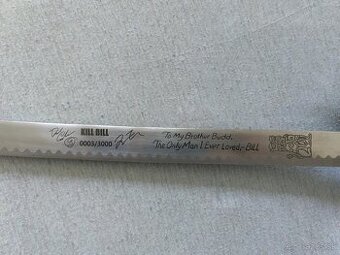 KILL BILL
0003/3000
To My Brother Budd,
The Only Man I Ever Loved,-Bill